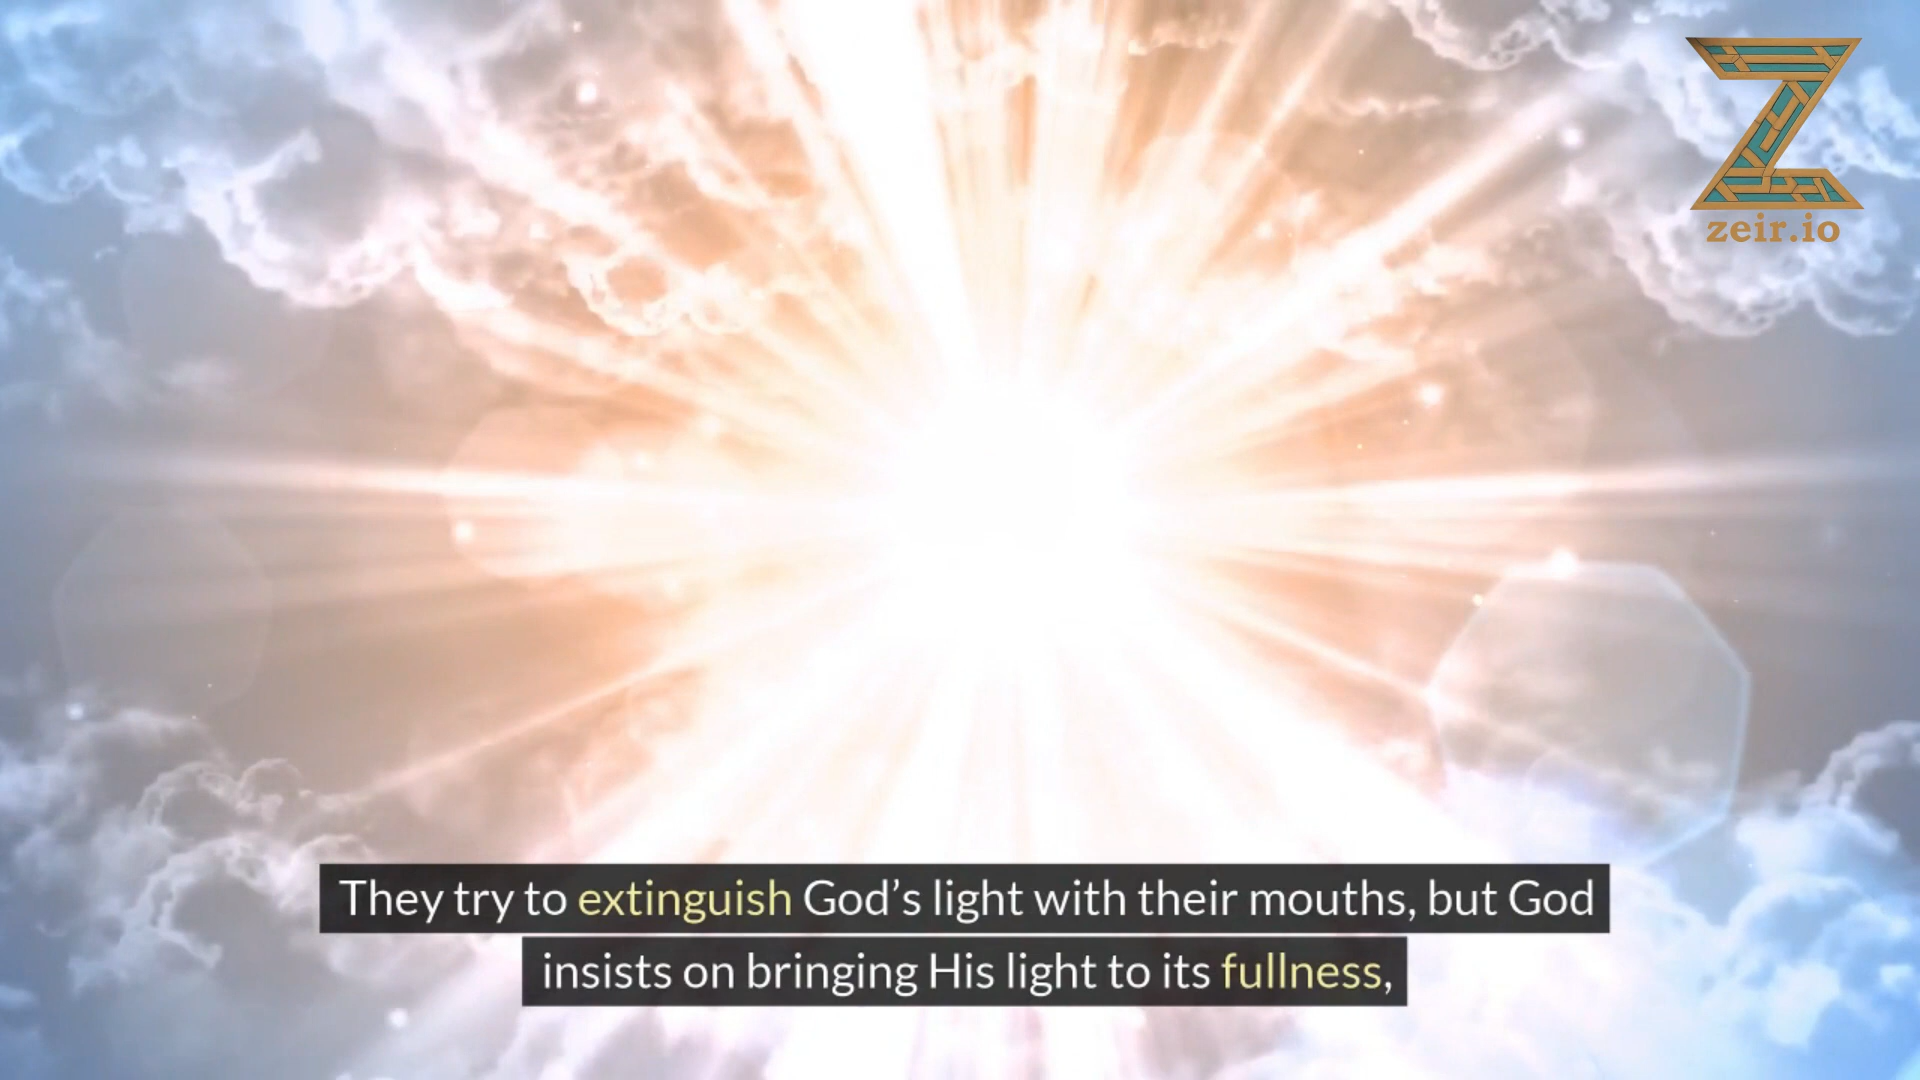 zeir.io
They try to extinguish God’s light with their mouths, but God
insists on bringing His light to its fullness,